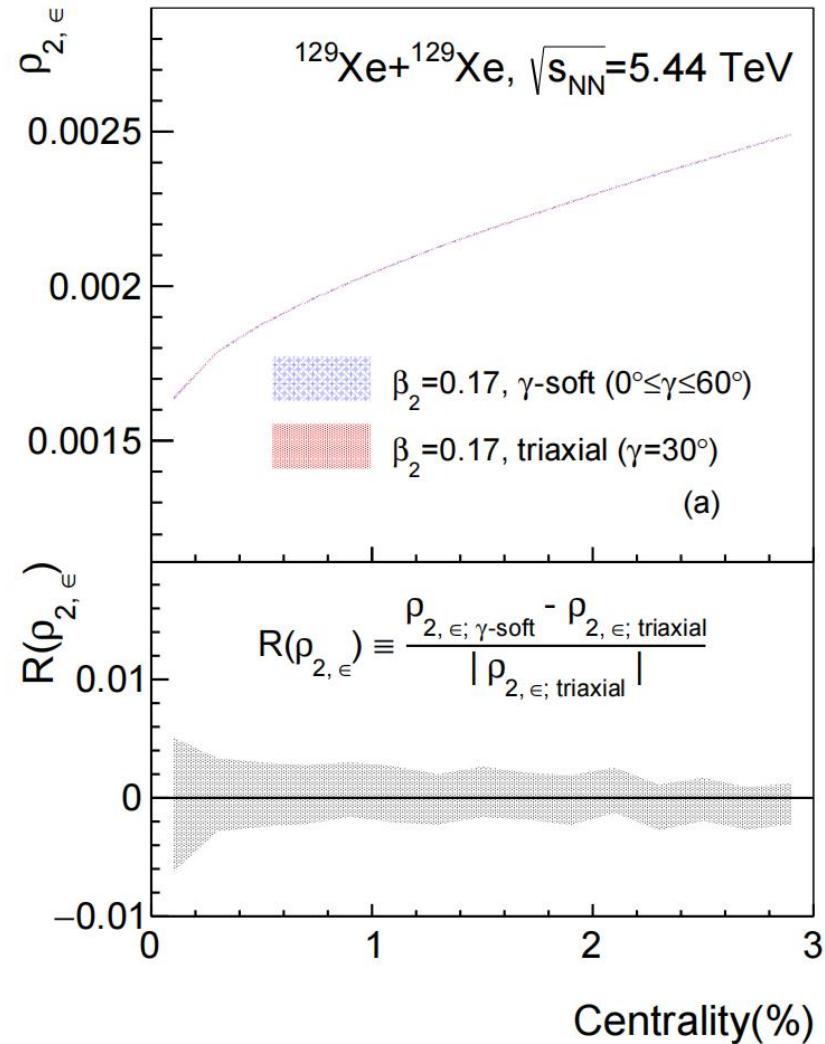 ρ2, ∈
129Xe+129Xe, √sNN=5.44 TeV
0.0025
0.002
β2=0.17, γ-soft (0°≤γ≤60°)
0.0015
β2=0.17, triaxial (γ=30°)
(a)
R(ρ2, ∈)
R(ρ2, ∈) ≡ ρ2, ∈; γ-soft - ρ2, ∈; triaxial
| ρ2, ∈; triaxial |
0.01
0
−0.01
0 1 2 3
Centrality(%)